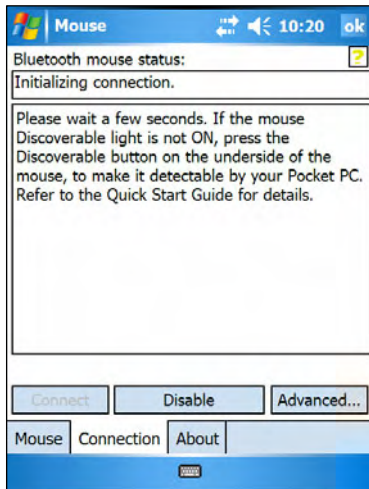 Mouse 10:20 ok
Bluetooth mouse status: ?
Initializing connection.
Please wait a few seconds. If the mouse
Discoverable light is not ON, press the
Discoverable button on the underside of the
mouse, to make it detectable by your Pocket PC.
Refer to the Quick Start Guide for details.
Connect Disable Advanced...
Mouse Connection About